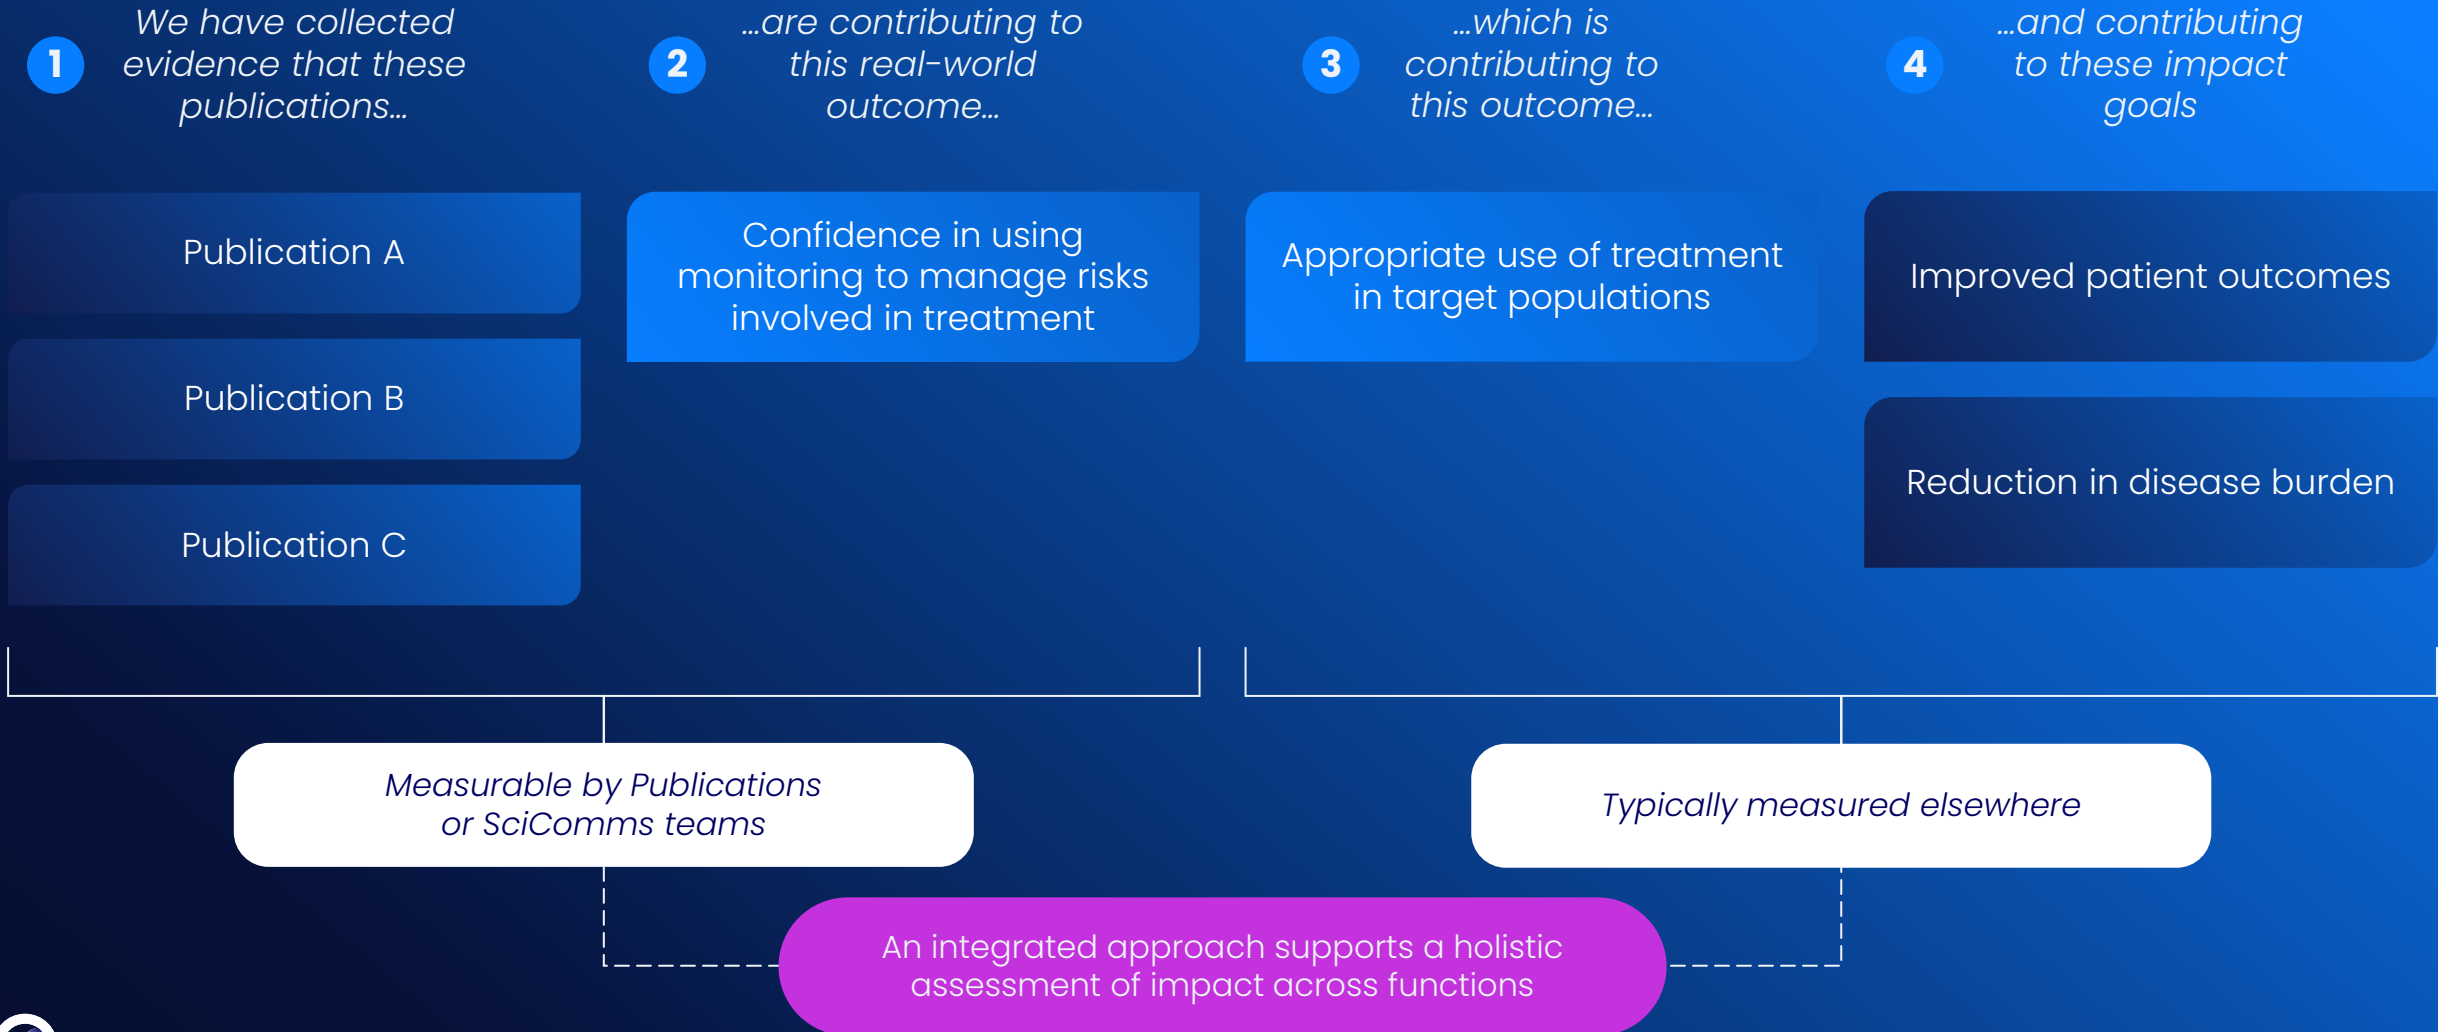 1
We have collected
evidence that these
publications...
2
...are contributing to
this real-world
outcome...
3
...which is
contributing to
this outcome...
4
...and contributing
to these impact
goals
Publication A
Publication B
Publication C
Confidence in using
monitoring to manage risks
involved in treatment
Appropriate use of treatment
in target populations
Improved patient outcomes
Reduction in disease burden
Measurable by Publications
or SciComms teams
Typically measured elsewhere
An integrated approach supports a holistic
assessment of impact across functions